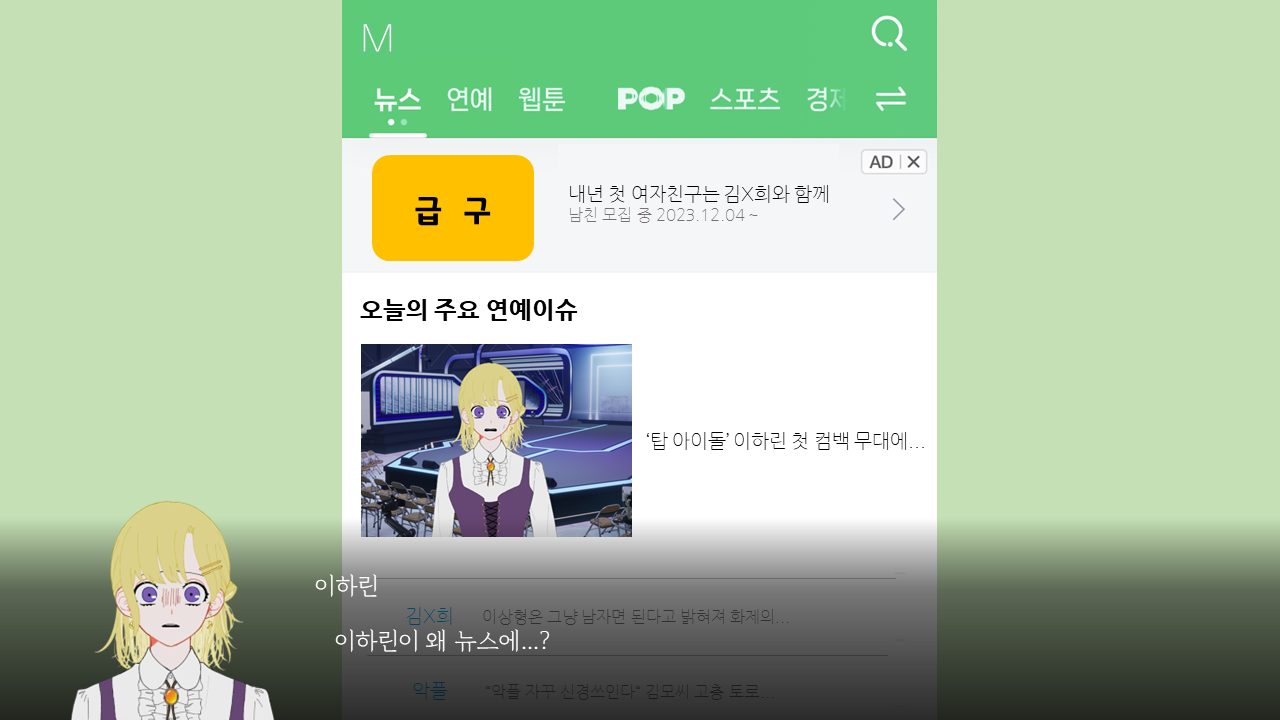 M
뉴스 연예 웹툰 POP 스포츠 경제
AD
급 구
내년 첫 여자친구는 김X희와 함께
남친 모집 중 2023.12.04 ~
오늘의 주요 연예이슈
‘탑 아이돌’ 이하린 첫 컴백 무대에...
이하린
김X희 이상형은 그냥 남자면 된다고 밝혀져 화제의...
이하린이 왜 뉴스에...?
악플 “악플 자꾸 신경쓰인다“ 김모씨 고충 토로...